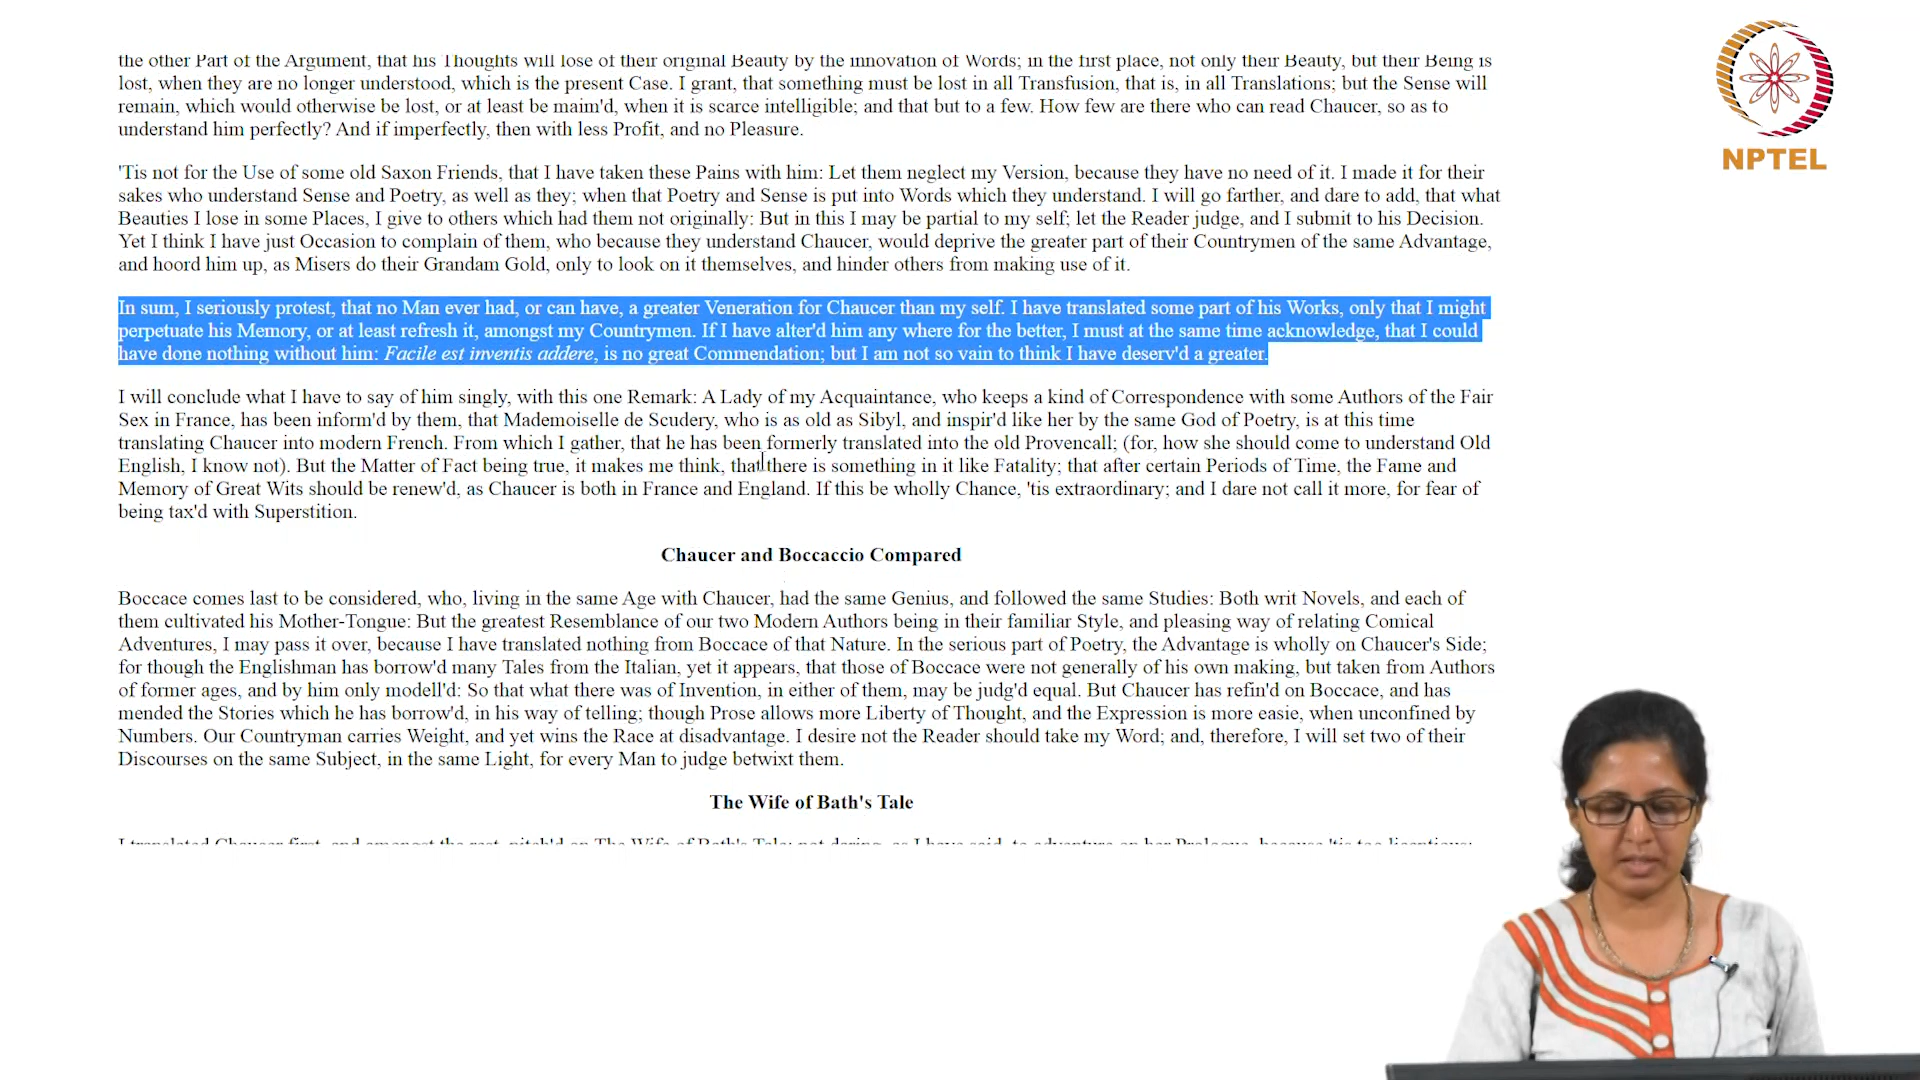 the other Part of the Argument, that his Thoughts will lose of their original Beauty by the innovation of Words; in the first place, not only their Beauty, but their Being is
lost, when they are no longer understood, which is the present Case. I grant, that something must be lost in all Transfusion, that is, in all Translations; but the Sense will
remain, which would otherwise be lost, or at least be maim'd, when it is scarce intelligible; and that but to a few. How few are there who can read Chaucer, so as to
understand him perfectly? And if imperfectly, then with less Profit, and no Pleasure.
'Tis not for the Use of some old Saxon Friends, that I have taken these Pains with him: Let them neglect my Version, because they have no need of it. I made it for their
sakes who understand Sense and Poetry, as well as they; when that Poetry and Sense is put into Words which they understand. I will go farther, and dare to add, that what
Beauties I lose in some Places, I give to others which had them not originally: But in this I may be partial to my self; let the Reader judge, and I submit to his Decision.
Yet I think I have just Occasion to complain of them, who because they understand Chaucer, would deprive the greater part of their Countrymen of the same Advantage,
and hoord him up, as Misers do their Grandam Gold, only to look on it themselves, and hinder others from making use of it.
In sum, I seriously protest, that no Man ever had, or can have, a greater Veneration for Chaucer than my self. I have translated some part of his Works, only that I might
perpetuate his Memory, or at least refresh it, amongst my Countrymen. If I have alter'd him any where for the better, I must at the same time acknowledge, that I could
have done nothing without him: Facile est inventis addere, is no great Commendation; but I am not so vain to think I have deserv'd a greater.
I will conclude what I have to say of him singly, with this one Remark: A Lady of my Acquaintance, who keeps a kind of Correspondence with some Authors of the Fair
Sex in France, has been inform'd by them, that Mademoiselle de Scudery, who is as old as Sibyl, and inspir'd like her by the same God of Poetry, is at this time
translating Chaucer into modern French. From which I gather, that he has been formerly translated into the old Provencall; (for, how she should come to understand Old
English, I know not). But the Matter of Fact being true, it makes me think, that there is something in it like Fatality; that after certain Periods of Time, the Fame and
Memory of Great Wits should be renew'd, as Chaucer is both in France and England. If this be wholly Chance, 'tis extraordinary; and I dare not call it more, for fear of
being tax'd with Superstition.
Chaucer and Boccaccio Compared
Boccace comes last to be considered, who, living in the same Age with Chaucer, had the same Genius, and followed the same Studies: Both writ Novels, and each of
them cultivated his Mother-Tongue: But the greatest Resemblance of our two Modern Authors being in their familiar Style, and pleasing way of relating Comical
Adventures, I may pass it over, because I have translated nothing from Boccace of that Nature. In the serious part of Poetry, the Advantage is wholly on Chaucer's Side;
for though the Englishman has borrow'd many Tales from the Italian, yet it appears, that those of Boccace were not generally of his own making, but taken from Authors
of former ages, and by him only modell'd: So that what there was of Invention, in either of them, may be judg'd equal. But Chaucer has refin'd on Boccace, and has
mended the Stories which he has borrow'd, in his way of telling; though Prose allows more Liberty of Thought, and the Expression is more easie, when unconfined by
Numbers. Our Countryman carries Weight, and yet wins the Race at disadvantage. I desire not the Reader should take my Word; and, therefore, I will set two of their
Discourses on the same Subject, in the same Light, for every Man to judge betwixt them.
The Wife of Bath's Tale
I translated Chaucer first, and amongst the rest, pitch'd on The Wife of Bath's Tale; not daring, as I have said, to adventure on her Prologue, because 'tis too licentious;
NPTEL